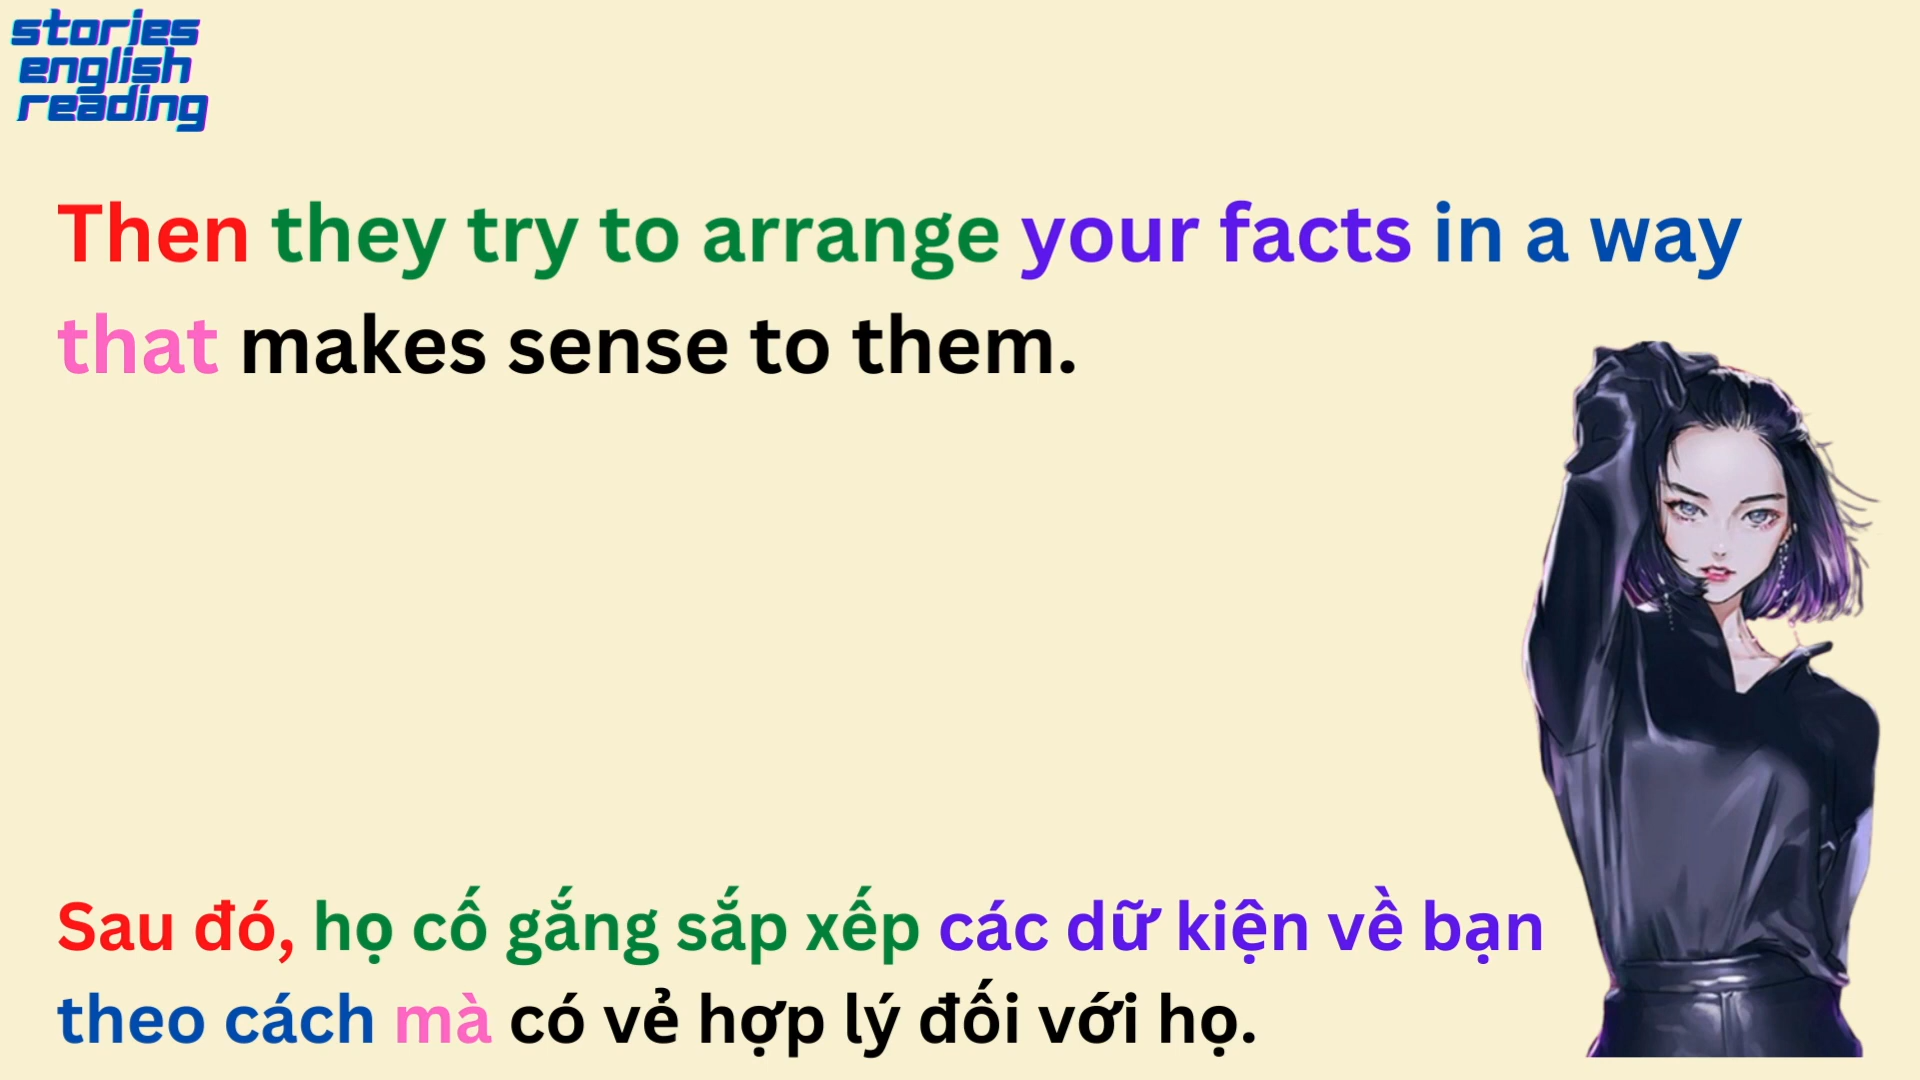 stories
english
reading
Then they try to arrange your facts in a way
that makes sense to them.
Sau đó, họ cố gắng sắp xếp các dữ kiện về bạn
theo cách mà có vẻ hợp lý đối với họ.